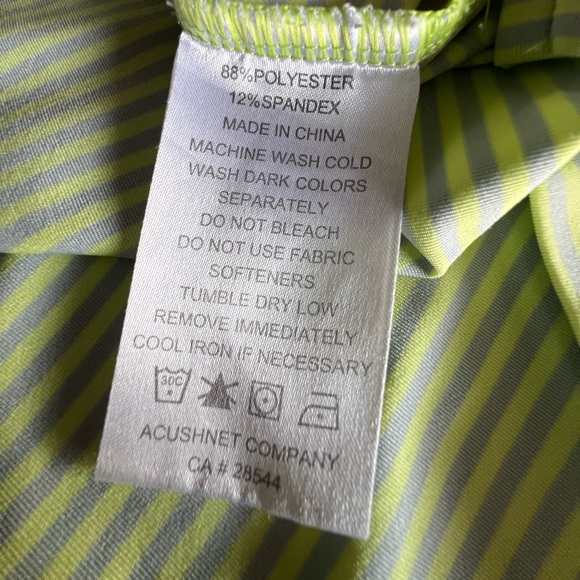 88%POLYESTER
12%SPANDEX
MADE IN CHINA
MACHINE WASH COLD
WASH DARK COLORS
SEPARATELY
DO NOT BLEACH
DO NOT USE FABRIC
SOFTENERS
TUMBLE DRY LOW
REMOVE IMMEDIATELY
COOL IRON IF NECESSARY
30C
ACUSHNET COMPANY
CA # 28544